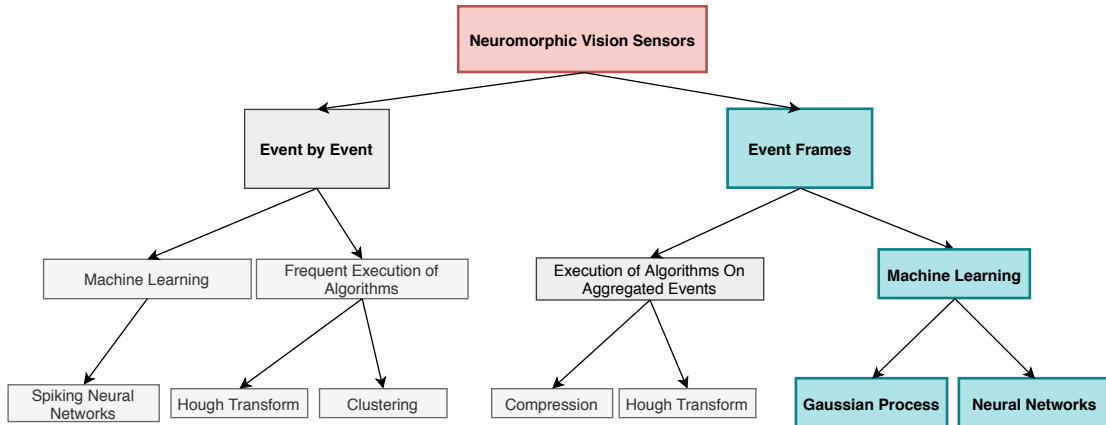 Neuromorphic Vision Sensors
Event by Event
Event Frames
Machine Learning
Frequent Execution of
Algorithms
Execution of Algorithms On
Aggregated Events
Machine Learning
Spiking Neural
Networks
Hough Transform
Clustering
Compression
Hough Transform
Gaussian Process
Neural Networks